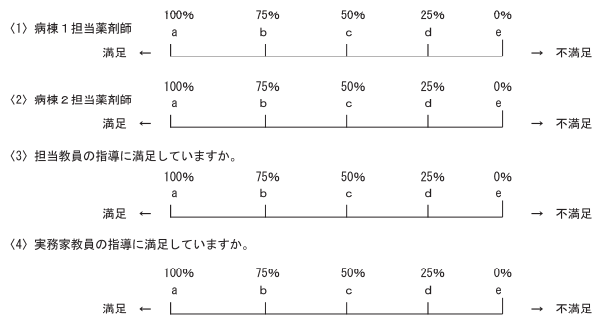 100% 75% 50% 25% 0%
〈1〉病棟1担当薬剤師
a b c d e
満足 ← → 不満足
100% 75% 50% 25% 0%
〈2〉病棟2担当薬剤師
a b c d e
満足 ← → 不満足
〈3〉担当教員の指導に満足していますか。
100% 75% 50% 25% 0%
a b c d e
満足 ← → 不満足
〈4〉実務家教員の指導に満足していますか。
100% 75% 50% 25% 0%
a b c d e
満足 ← → 不満足